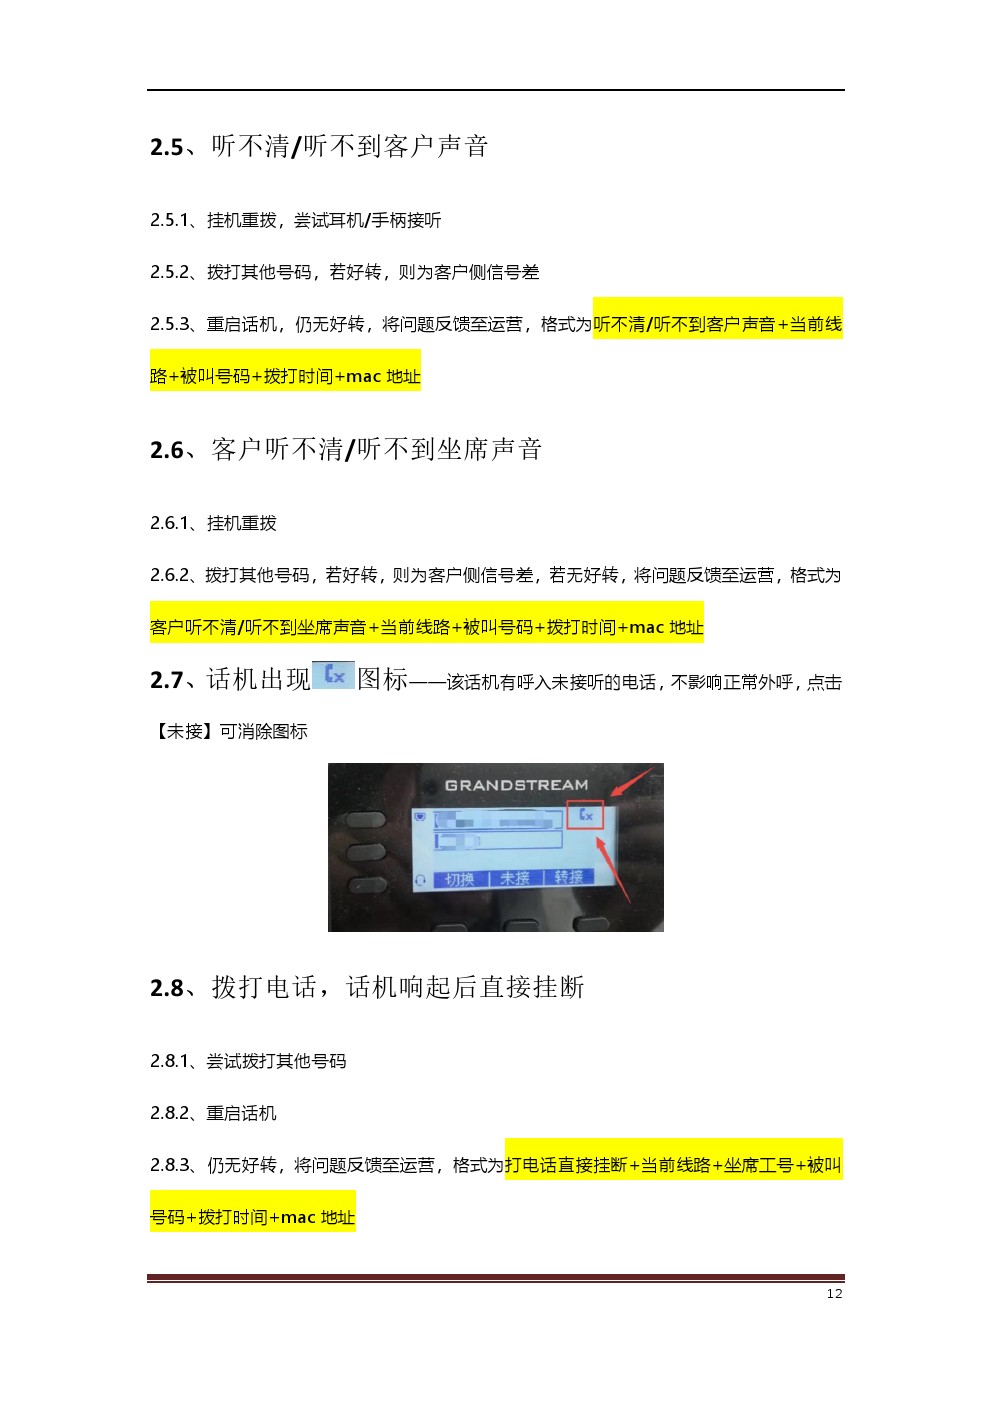 2.5、听不清/听不到客户声音
2.5.1、挂机重拨，尝试耳机/手柄接听
2.5.2、拨打其他号码，若好转，则为客户侧信号差
2.5.3、重启话机，仍无好转，将问题反馈至运营，格式为听不清/听不到客户声音+当前线
路+被叫号码+拨打时间+mac 地址
2.6、客户听不清/听不到坐席声音
2.6.1、挂机重拨
2.6.2、拨打其他号码，若好转，则为客户侧信号差，若无好转，将问题反馈至运营，格式为
客户听不清/听不到坐席声音+当前线路+被叫号码+拨打时间+mac 地址
2.7、话机出现图标——该话机有呼入未接听的电话，不影响正常外呼，点击
【未接】可消除图标
GRANDSTREAM
切换 未接 转接
2.8、拨打电话，话机响起后直接挂断
2.8.1、尝试拨打其他号码
2.8.2、重启话机
2.8.3、仍无好转，将问题反馈至运营，格式为打电话直接挂断+当前线路+坐席工号+被叫
号码+拨打时间+mac 地址
12